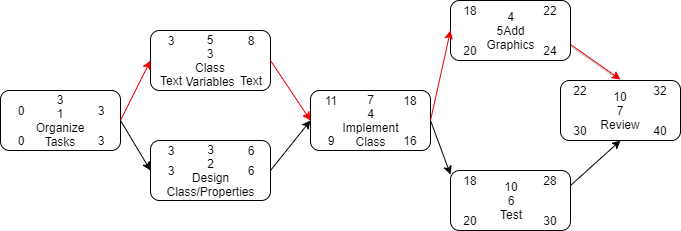 3
0 1 3
Organize
0 Tasks 3
3 5 8
3
Class
Text Variables Text
3 3 6
2
3 Design 6
Class/Properties
11 7 18
4
Implement
9 Class 16
18 4 22
5Add
20 Graphics 24
18 10 28
6
20 Test 30
22 10 32
7
30 Review 40